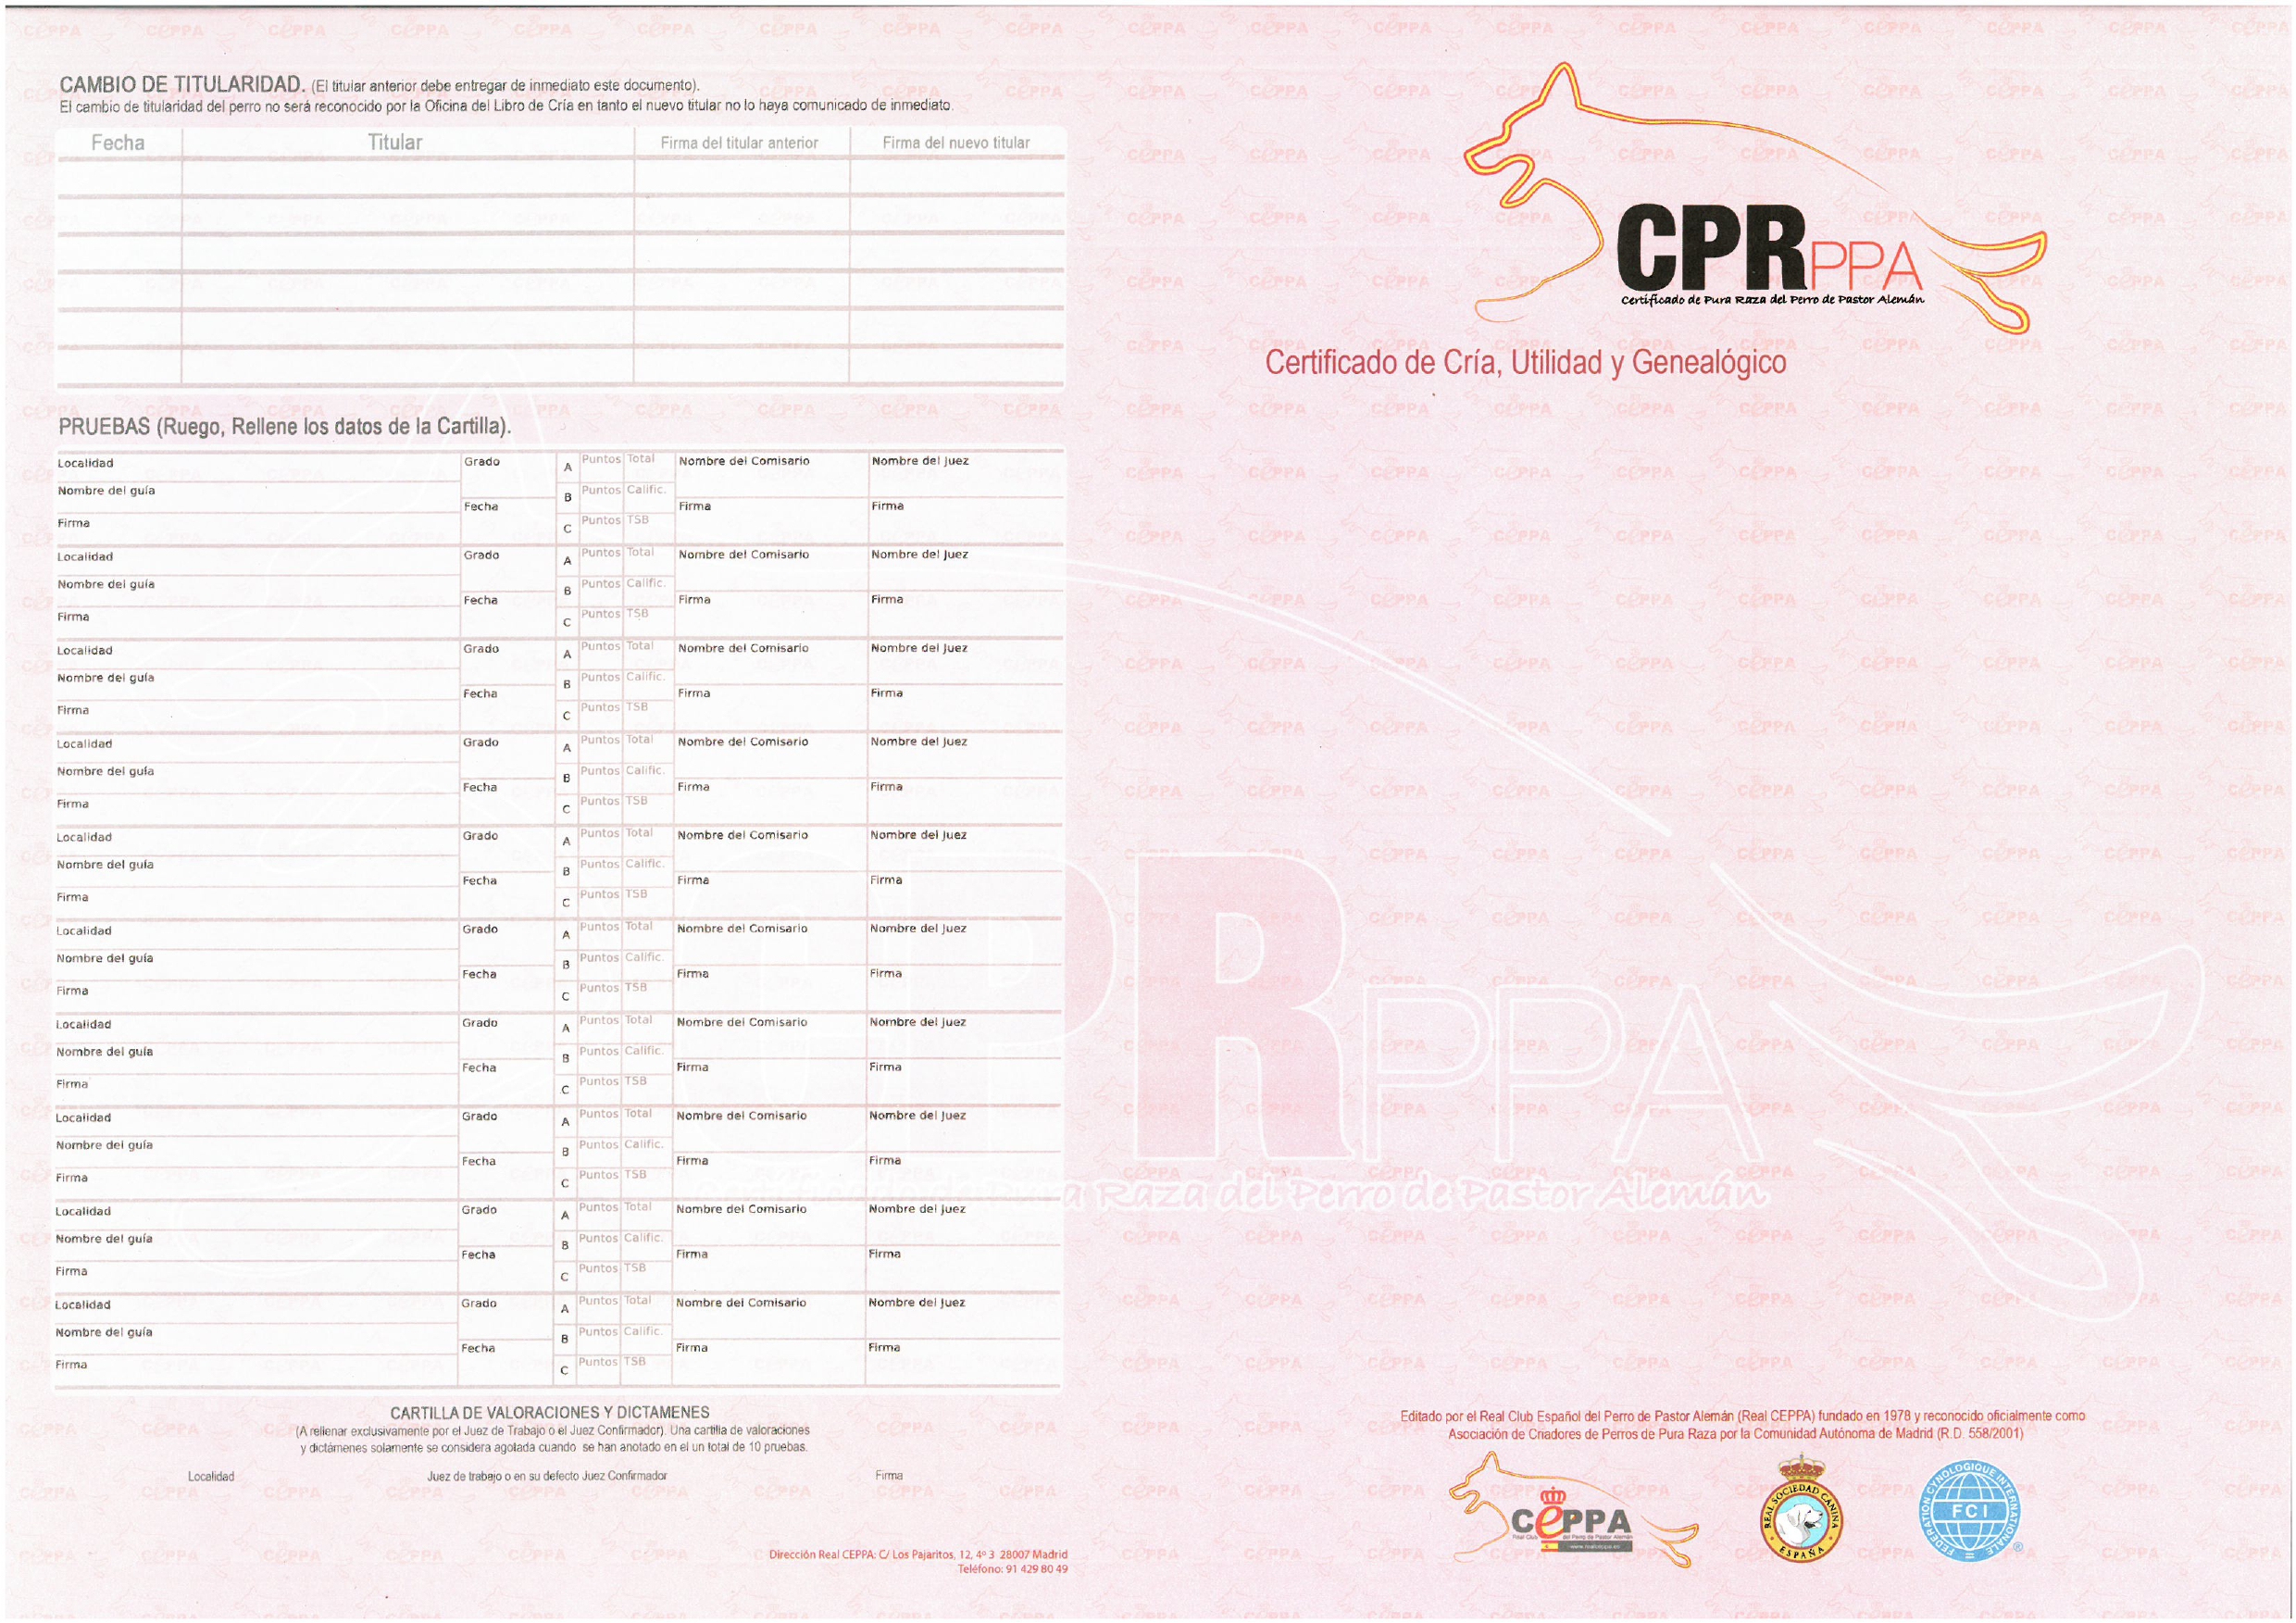 CAMBIO DE TITULARIDAD. (El titular anterior debe entregar de inmediato este documento).
El cambio de titularidad del perro no será reconocido por la Oficina del Libro de Cría en tanto el nuevo titular no lo haya comunicado de inmediato.
Fecha Titular Firma del titular anterior Firma del nuevo titular
PRUEBAS (Ruego, Rellene los datos de la Cartilla).
Localidad Grado A Puntos Total Nombre del Comisario Nombre del Juez
Nombre del guía B Puntos Calific.
Fecha Firma Firma
Firma C Puntos TSB
Localidad Grado A Puntos Total Nombre del Comisario Nombre del Juez
Nombre del guía B Puntos Calific.
Fecha Firma Firma
Firma C Puntos TSB
Localidad Grado A Puntos Total Nombre del Comisario Nombre del Juez
Nombre del guía B Puntos Calific.
Fecha Firma Firma
Firma C Puntos TSB
Localidad Grado A Puntos Total Nombre del Comisario Nombre del Juez
Nombre del guía B Puntos Calific.
Fecha Firma Firma
Firma C Puntos TSB
Localidad Grado A Puntos Total Nombre del Comisario Nombre del Juez
Nombre del guía B Puntos Calific.
Fecha Firma Firma
Firma C Puntos TSB
Localidad Grado A Puntos Total Nombre del Comisario Nombre del Juez
Nombre del guía B Puntos Calific.
Fecha Firma Firma
Firma C Puntos TSB
Localidad Grado A Puntos Total Nombre del Comisario Nombre del Juez
Nombre del guía B Puntos Calific.
Fecha Firma Firma
Firma C Puntos TSB
Localidad Grado A Puntos Total Nombre del Comisario Nombre del Juez
Nombre del guía B Puntos Calific.
Fecha Firma Firma
Firma C Puntos TSB
Localidad Grado A Puntos Total Nombre del Comisario Nombre del Juez
Nombre del guía B Puntos Calific.
Fecha Firma Firma
Firma C Puntos TSB
Localidad Grado A Puntos Total Nombre del Comisario Nombre del Juez
Nombre del guía B Puntos Calific.
Fecha Firma Firma
Firma C Puntos TSB
CARTILLA DE VALORACIONES Y DICTAMENES
(A rellenar exclusivamente por el Juez de Trabajo o el Juez Confirmador). Una cartilla de valoraciones
y dictámenes solamente se considera agotada cuando se han anotado en el un total de 10 pruebas.
Localidad Juez de trabajo o en su defecto Juez Confirmador Firma
Dirección Real CEPPA: C/ Los Pajaritos, 12, 4º 3 28007 Madrid
Teléfono: 91 429 80 49
CPRPPA
Certificado de Pura Raza del Perro de Pastor Alemán
Certificado de Cría, Utilidad y Genealógico
PRPPA
a Raza del Perro de Pastor Alemán
Editado por el Real Club Español del Perro de Pastor Alemán (Real CEPPA) fundado en 1978 y reconocido oficialmente como
Asociación de Criadores de Perros de Pura Raza por la Comunidad Autónoma de Madrid (R.D. 558/2001)
CePPA
Real Club del Perro de Pastor Alemán
www.realceppa.es
REAL SOCIEDAD CANINA
ESPAÑA
FEDERATION CYNOLOGIQUE INTERNATIONALE
FCI